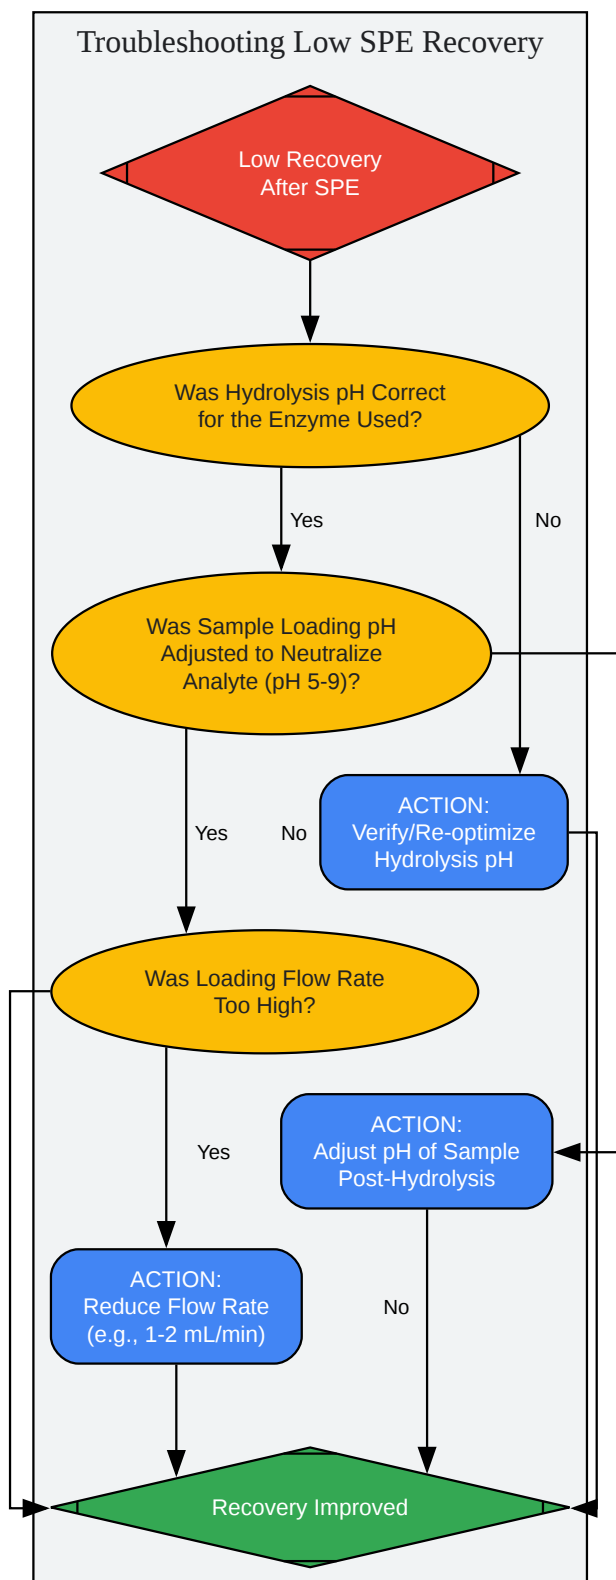 Troubleshooting Low SPE Recovery
Low Recovery
After SPE
Was Hydrolysis pH Correct
for the Enzyme Used?
Yes
No
Was Sample Loading pH
Adjusted to Neutralize
Analyte (pH 5-9)?
Yes
No
ACTION:
Verify/Re-optimize
Hydrolysis pH
Was Loading Flow Rate
Too High?
Yes
ACTION:
Adjust pH of Sample
Post-Hydrolysis
ACTION:
Reduce Flow Rate
(e.g., 1-2 mL/min)
No
Recovery Improved